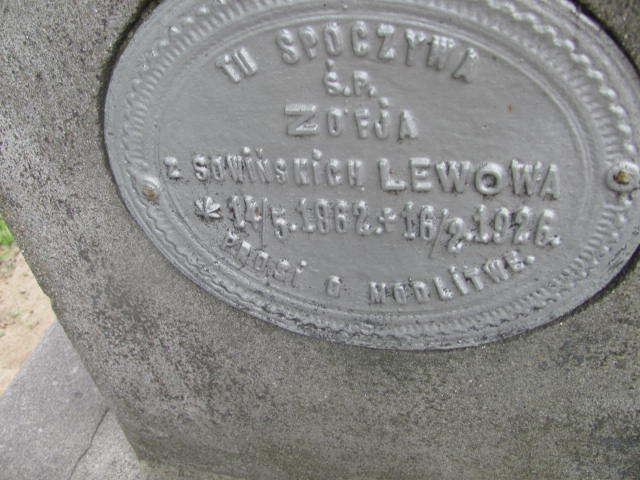 TU SPOCZYWA
Ś.P.
ZOFJA
Z SOWIŃSKICH LEWOWA
*14/5.1862.+16/2.1926.
PROSI O MODLITWĘ.